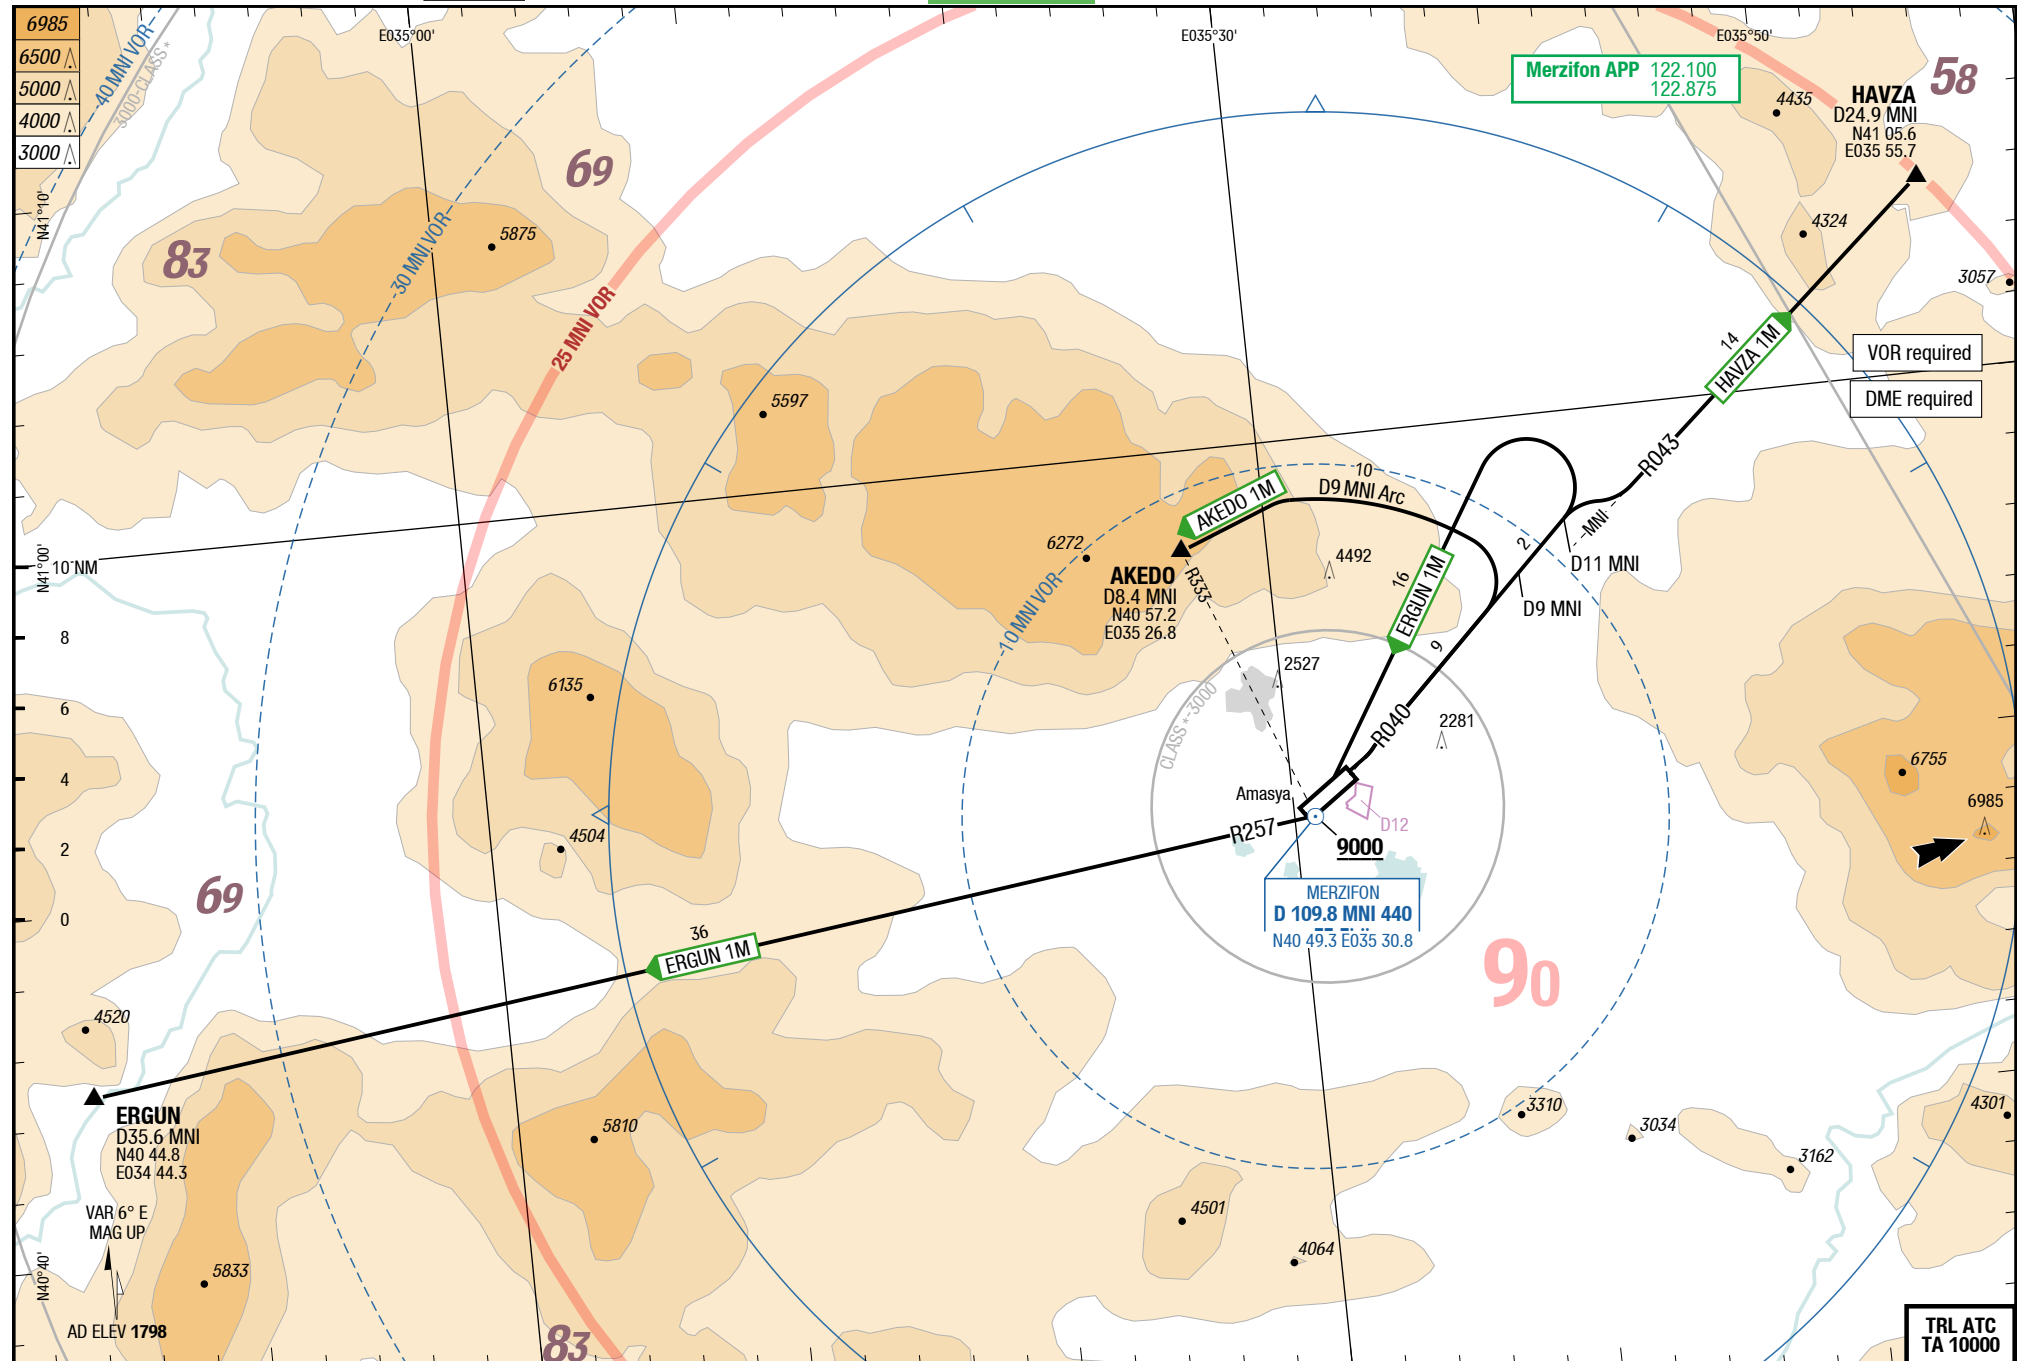 6985
6500
5000
4000
3000
40 MNI VOR
3000-CLASS *
E035°00'
E035°30'
E035°50'
Merzifon APP 122.100
122.875
58
4435
HAVZA
D24.9 MNI
N41 05.6
E035 55.7
69
N41°10'
30 MNI VOR
5875
83
4324
3057
25 MNI VOR
14
HAVZA 1M
VOR required
DME required
5597
R043
10
D9 MNI Arc
AKEDO 1M
MNI
2
D11 MNI
6272
4492
N41°00'
10 NM
AKEDO
D8.4 MNI
N40 57.2
E035 26.8
R333
16
ERGUN 1M
D9 MNI
10 MNI VOR
8
9
2527
6135
6
CLASS *-3000
R040
2281
4
6755
Amasya
6985
D12
R257
4504
2
9000
MERZIFON
D 109.8 MNI 440
N40 49.3 E035 30.8
69
0
36
ERGUN 1M
90
4520
ERGUN
D35.6 MNI
N40 44.8
E034 44.3
5810
3310
3034
4301
3162
VAR 6° E
MAG UP
4501
4064
N40°40'
5833
AD ELEV 1798
83
TRL ATC
TA 10000